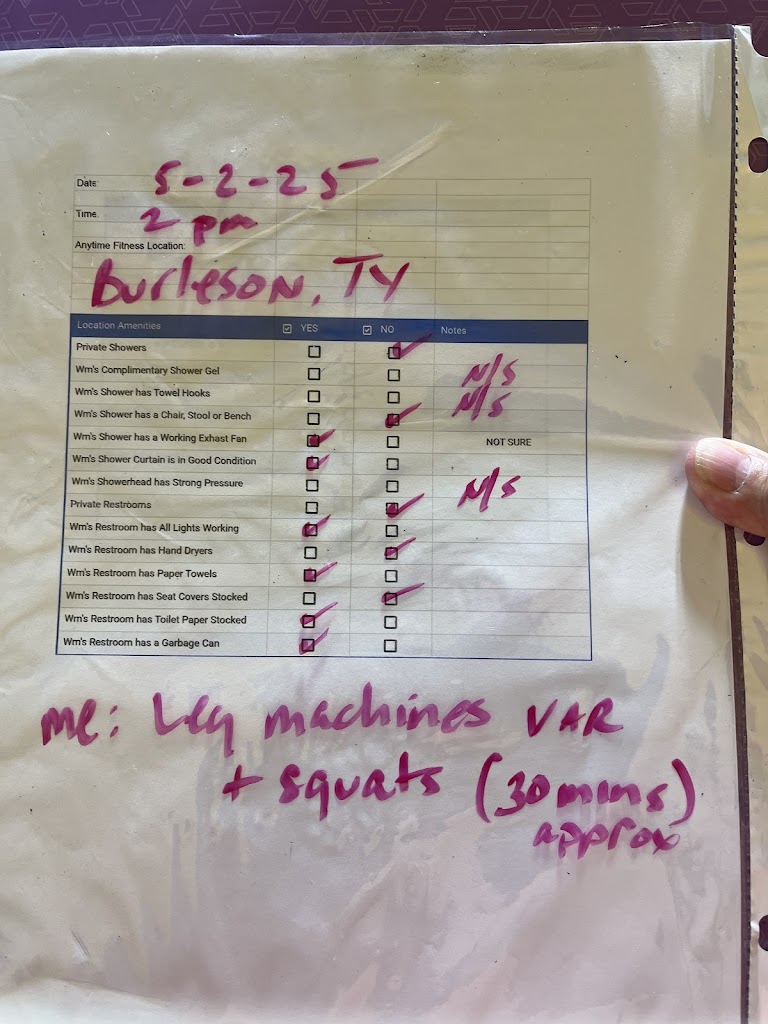 Date: 5-2-25
Time: 2 pm
Anytime Fitness Location:
Burleson, TY
Location Amenities ☑ YES ☑ NO Notes
Private Showers
Wm's Complimentary Shower Gel N/S
Wm's Shower has Towel Hooks N/S
Wm's Shower has a Chair, Stool or Bench
Wm's Shower has a Working Exhast Fan NOT SURE
Wm's Shower Curtain is in Good Condition
Wm's Showerhead has Strong Pressure N/S
Private Restrooms
Wm's Restroom has All Lights Working
Wm's Restroom has Hand Dryers
Wm's Restroom has Paper Towels
Wm's Restroom has Seat Covers Stocked
Wm's Restroom has Toilet Paper Stocked
Wm's Restroom has a Garbage Can
me: Leg machines VAR
+ squats (30 mins)
approx